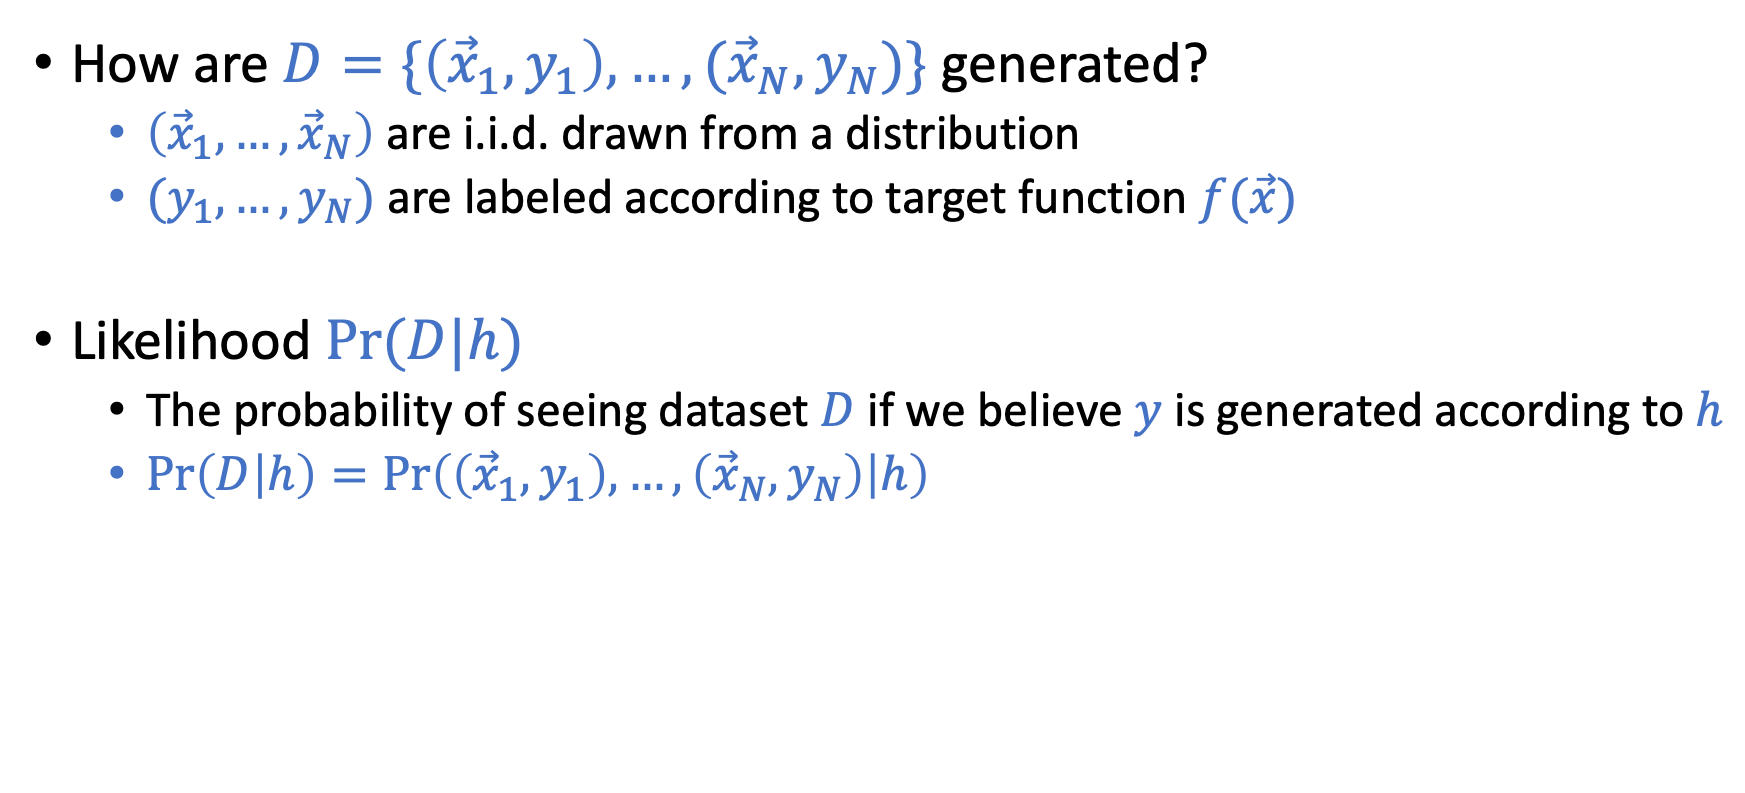 • How are D = {(x⃗₁, y₁), … , (x⃗_N, y_N)} generated?
• (x⃗₁, … , x⃗_N) are i.i.d. drawn from a distribution
• (y₁, … , y_N) are labeled according to target function f(x⃗)
• Likelihood Pr(D|h)
• The probability of seeing dataset D if we believe y is generated according to h
• Pr(D|h) = Pr((x⃗₁, y₁), … , (x⃗_N, y_N)|h)